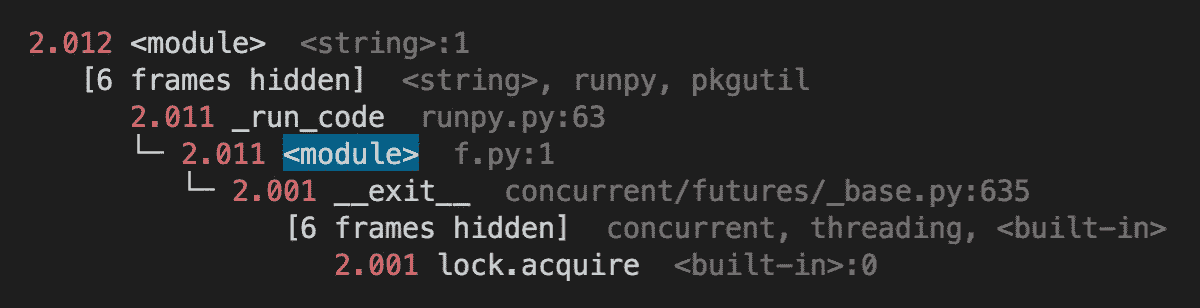 2.012 <module>  <string>:1
[6 frames hidden]  <string>, runpy, pkgutil
2.011 _run_code  runpy.py:63
└─ 2.011 <module>  f.py:1
└─ 2.001 __exit__  concurrent/futures/_base.py:635
[6 frames hidden]  concurrent, threading, <built-in>
2.001 lock.acquire  <built-in>:0